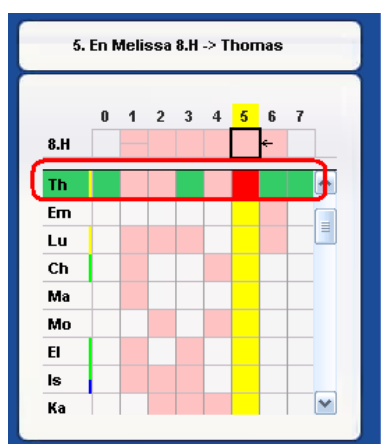 5. En Melissa 8.H -> Thomas
0 1 2 3 4 5 6 7
8.H
Th
Em
Lu
Ch
Ma
Mo
El
Is
Ka